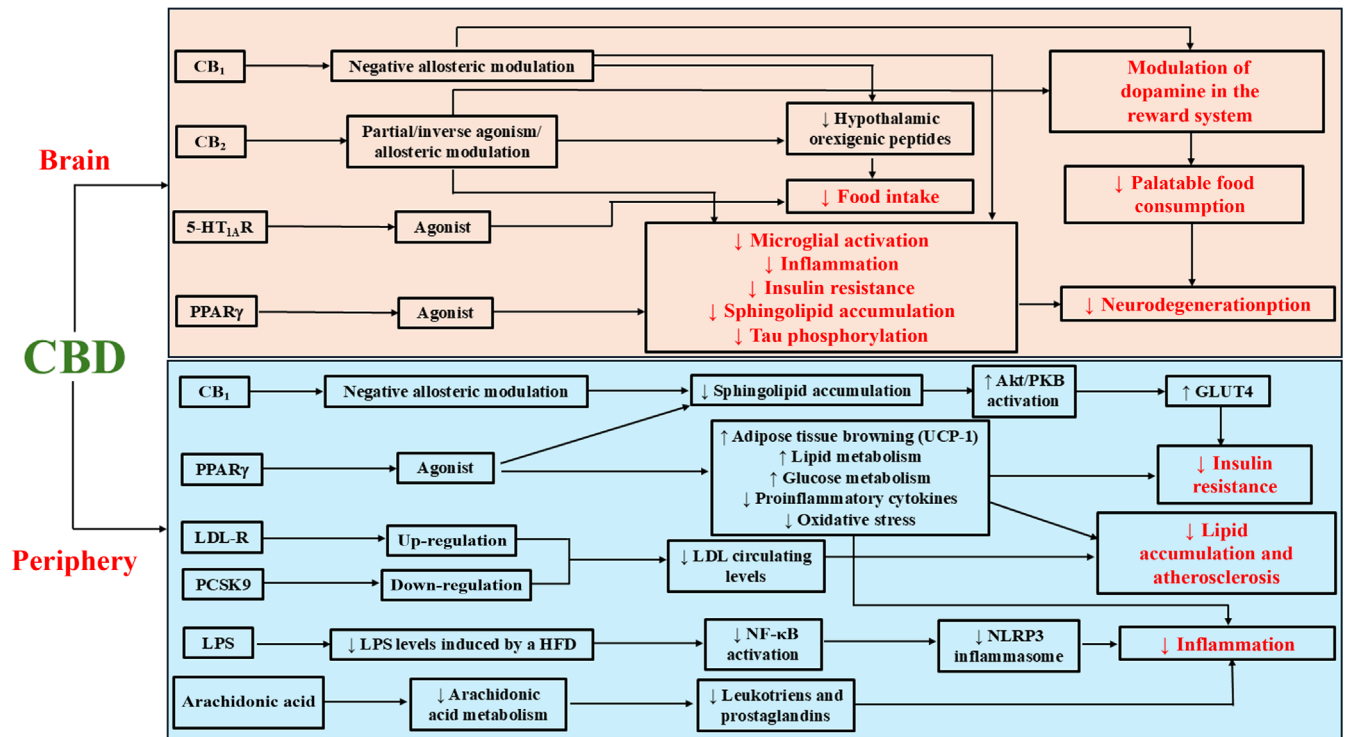 CB₁
Negative allosteric modulation
Modulation of
dopamine in the
reward system
CB₂
Partial/inverse agonism/
allosteric modulation
↓ Hypothalamic
orexigenic peptides
Brain
↓ Food intake
↓ Palatable food
consumption
5-HT₁ₐR
Agonist
↓ Microglial activation
↓ Inflammation
↓ Insulin resistance
↓ Sphingolipid accumulation
↓ Tau phosphorylation
PPARγ
Agonist
↓ Neurodegenerationption
CBD
CB₁
Negative allosteric modulation
↓ Sphingolipid accumulation
↑ Akt/PKB
activation
↑ GLUT4
PPARγ
Agonist
↑ Adipose tissue browning (UCP-1)
↑ Lipid metabolism
↑ Glucose metabolism
↓ Proinflammatory cytokines
↓ Oxidative stress
↓ Insulin
resistance
Periphery
LDL-R
Up-regulation
PCSK9
Down-regulation
↓ LDL circulating
levels
↓ Lipid
accumulation and
atherosclerosis
LPS
↓ LPS levels induced by a HFD
↓ NF-κB
activation
↓ NLRP3
inflammasome
↓ Inflammation
Arachidonic acid
↓ Arachidonic
acid metabolism
↓ Leukotriens and
prostaglandins